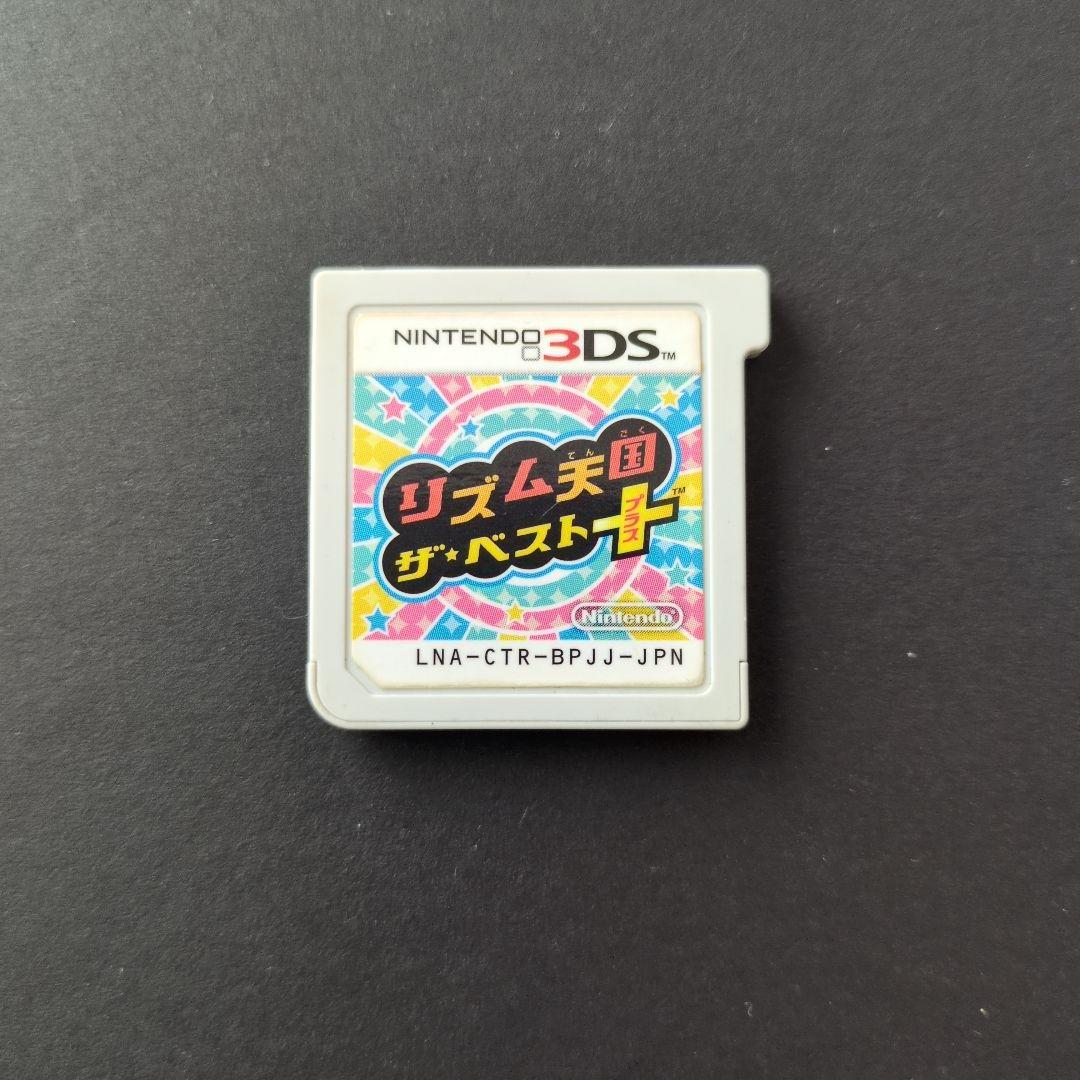 NINTENDO 3DS™
てん ごく
リズム天国
ザ★ベスト+™
プラス
Nintendo
LNA-CTR-BPJJ-JPN